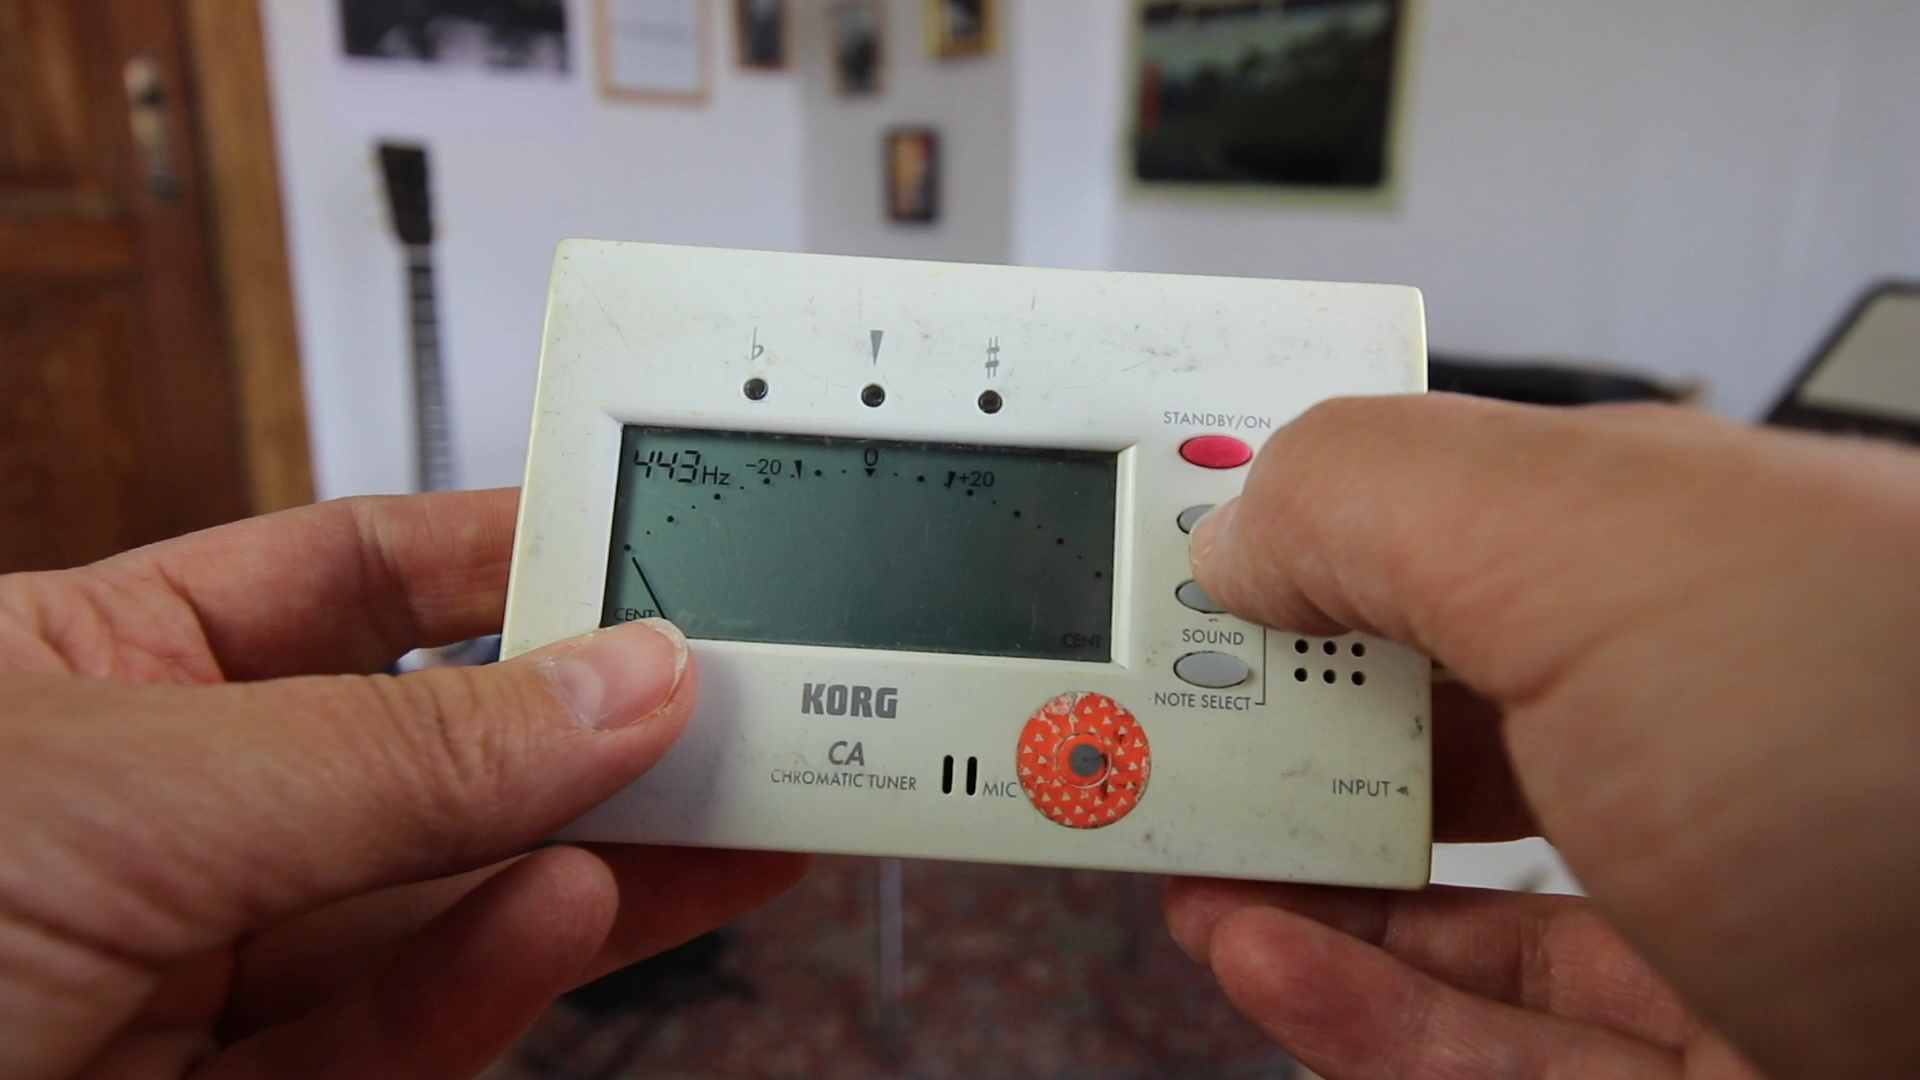 ♭ ♯
STANDBY/ON
443Hz -20 0 +20
CENT CENT
SOUND
NOTE SELECT
KORG
CA
CHROMATIC TUNER
MIC
INPUT